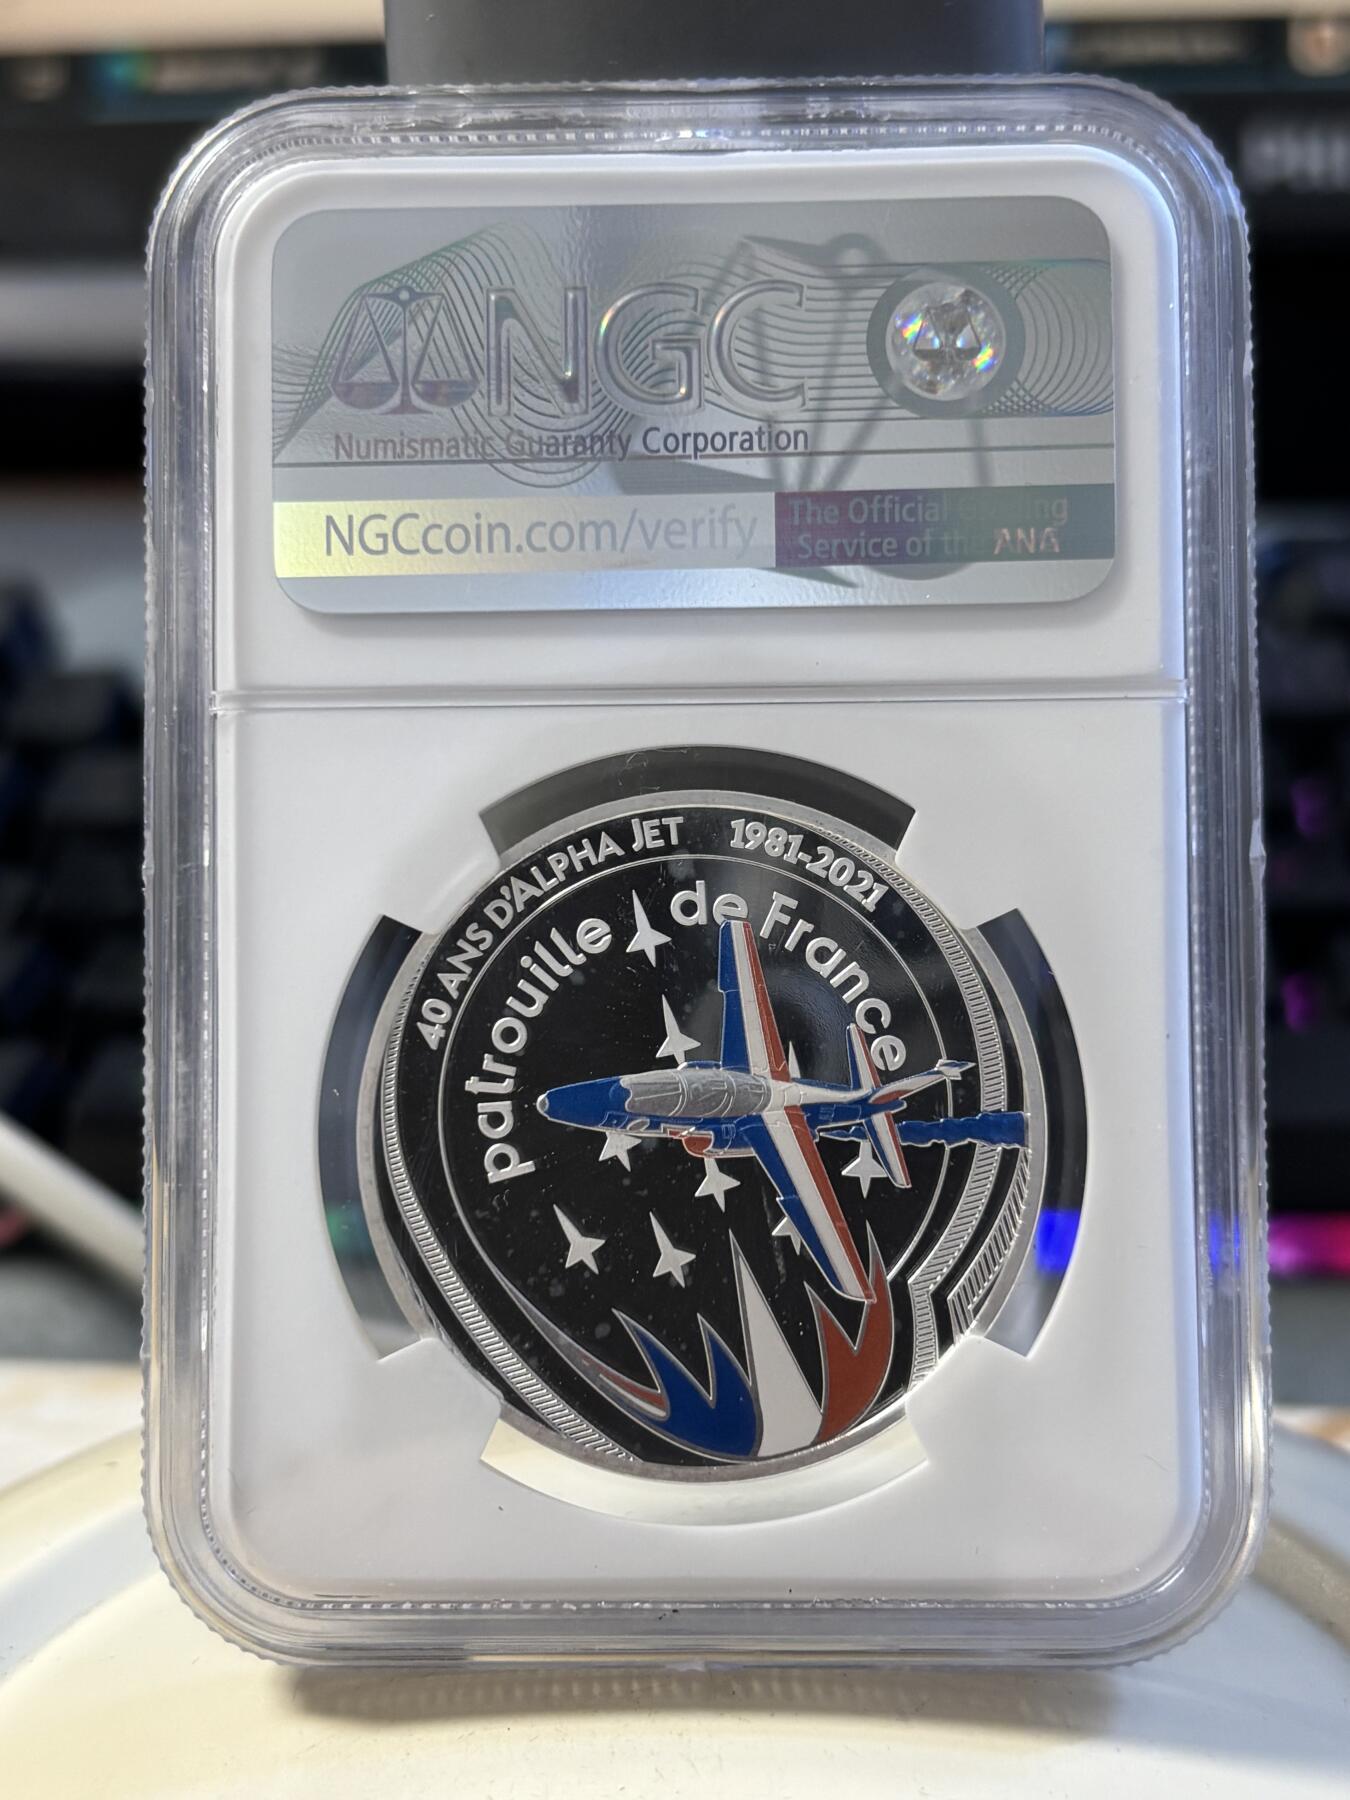 NGC
Numismatic Guaranty Corporation
NGCcoin.com/verify
The Official Grading
Service of the ANA
40 ANS D'ALPHA JET 1981-2021
patrouille de France